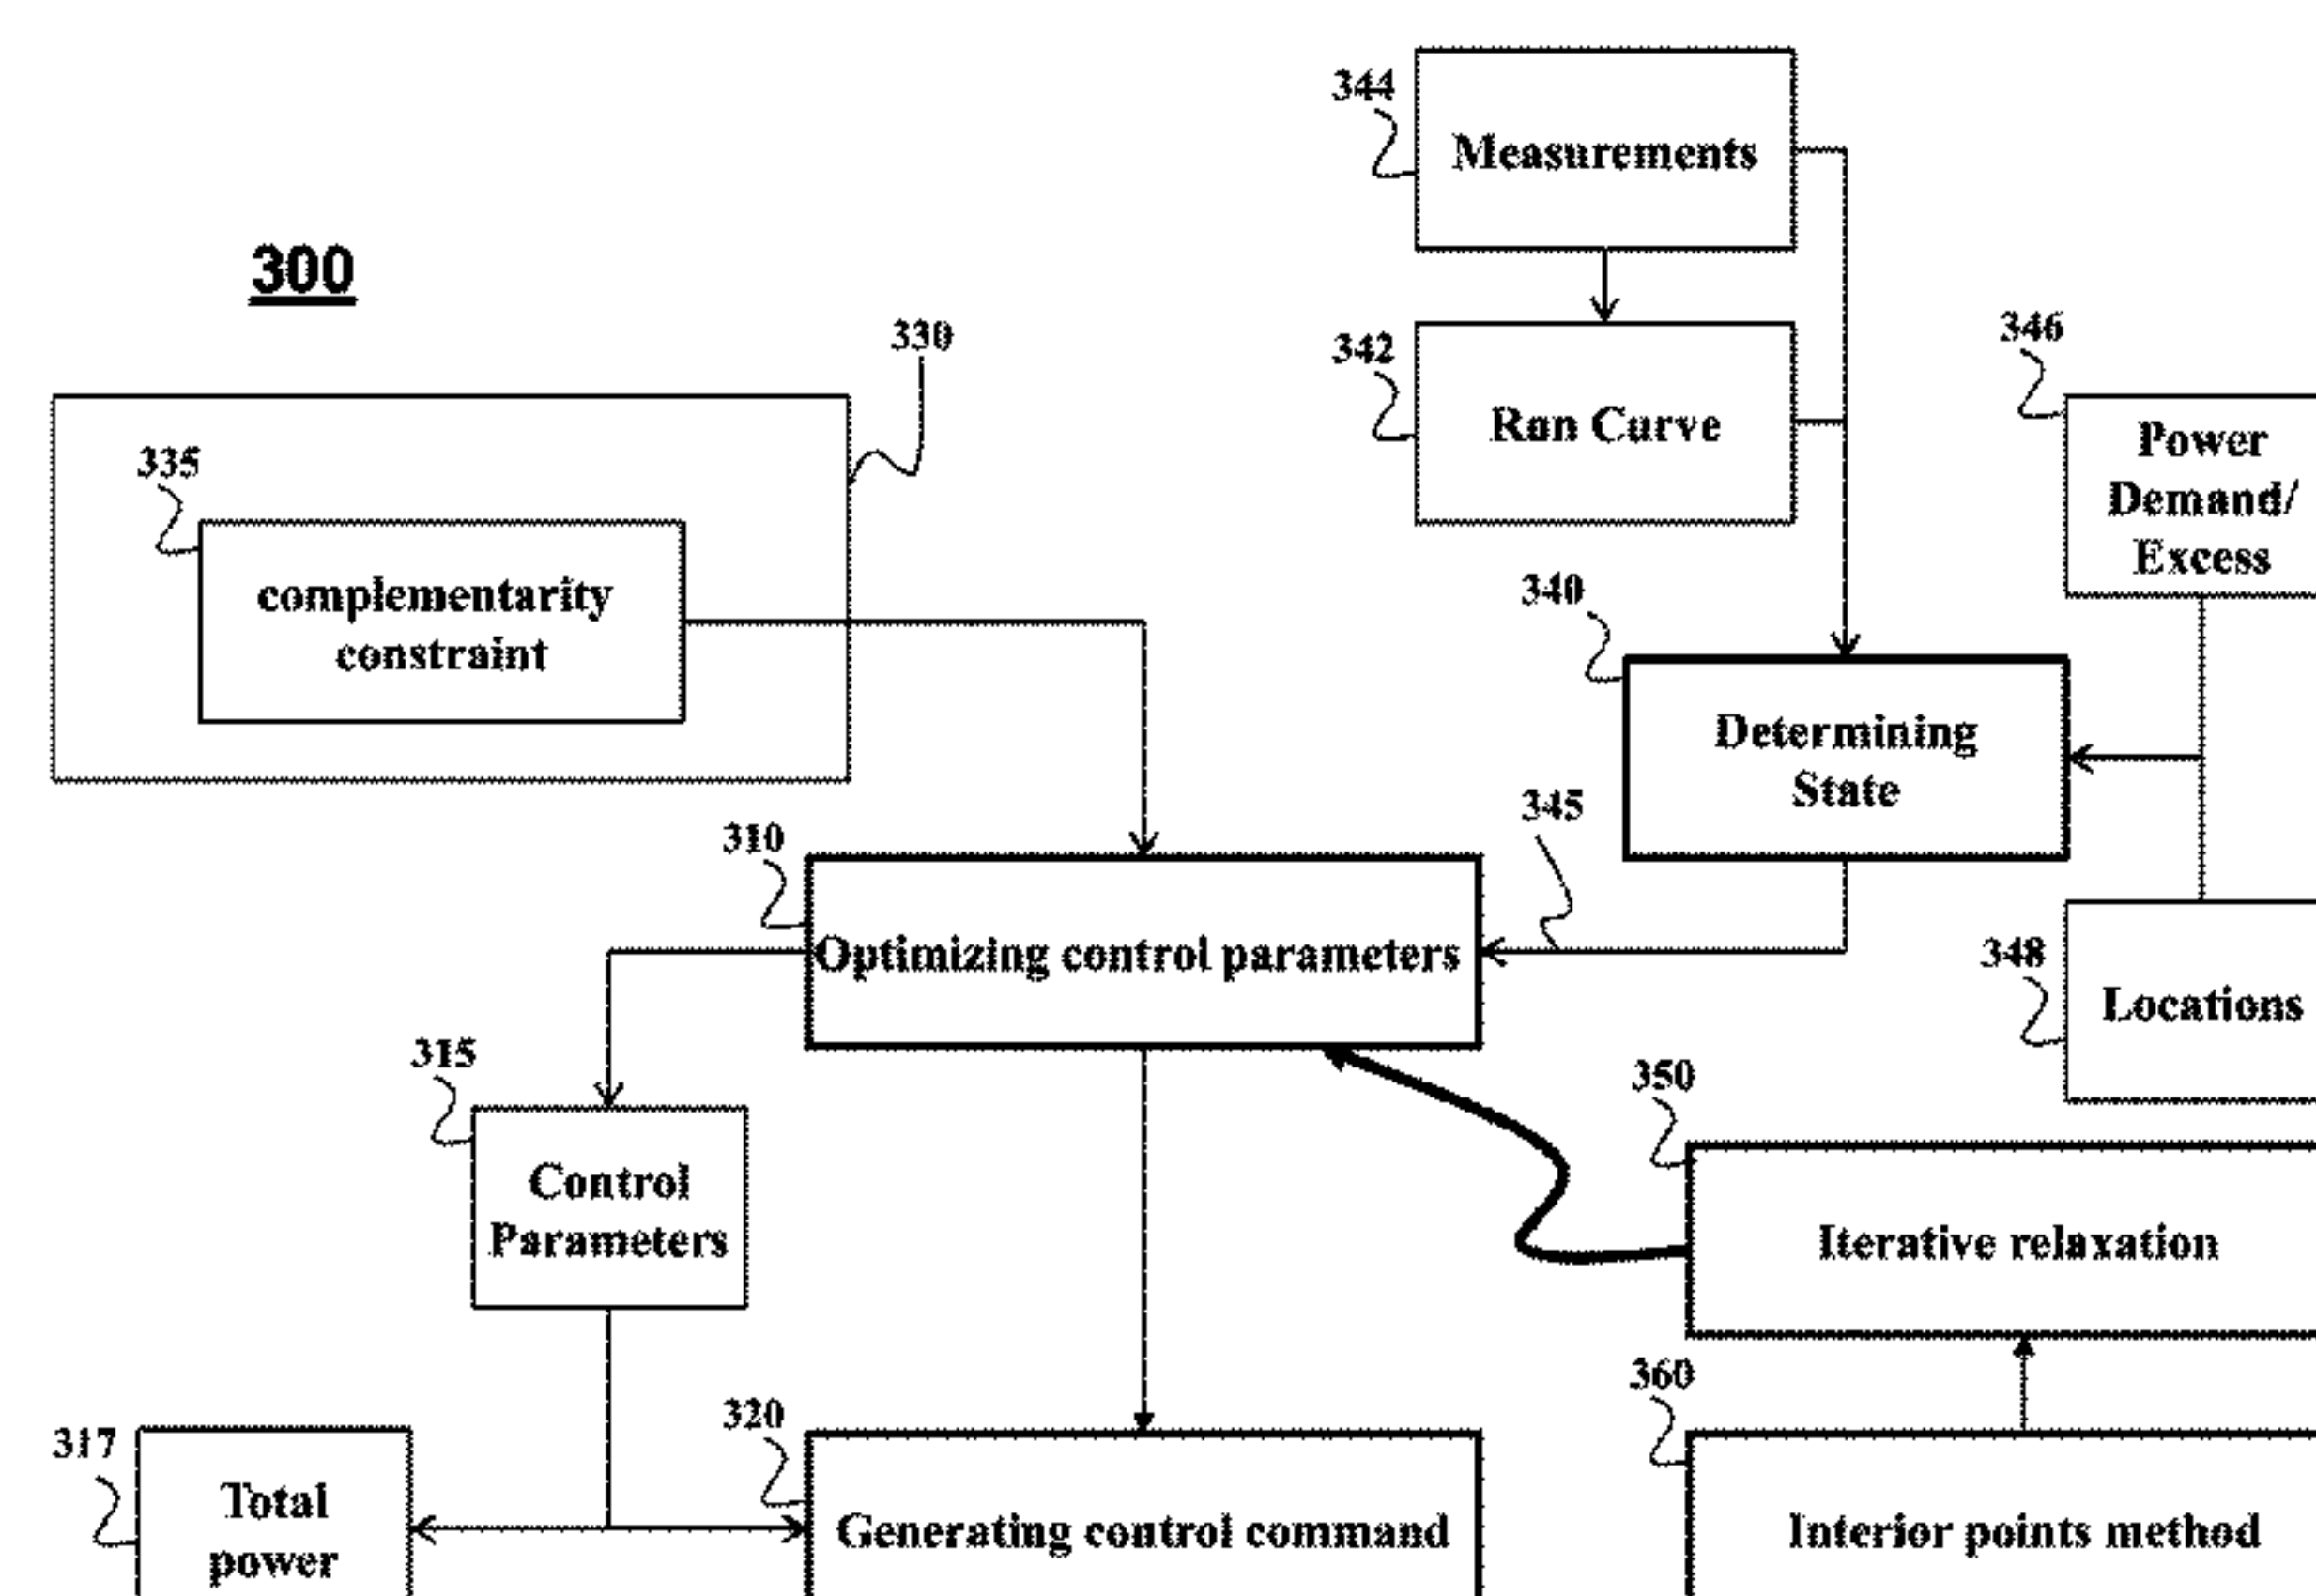 344
Measurements
300
330
342
Run Curve
346
Power
Demand/
Excess
335
complementarity
constraint
340
Determining
State
345
310
Optimizing control parameters
348
Locations
315
Control
Parameters
350
Iterative relaxation
317
Total
power
320
Generating control command
360
Interior points method